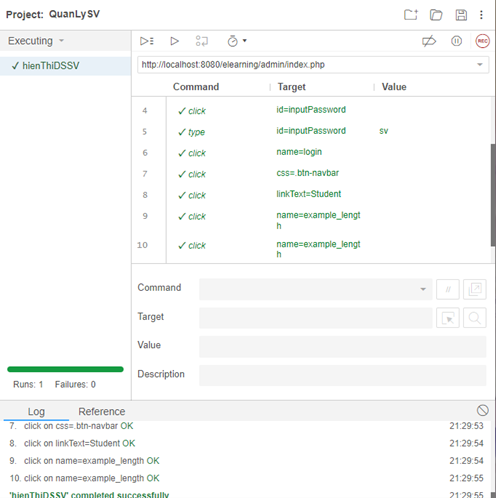 Project: QuanLySV
Executing
REC
✓ hienThiDSSV
http://localhost:8080/elearning/admin/index.php
Command Target Value
4 ✓ click id=inputPassword
5 ✓ type id=inputPassword sv
6 ✓ click name=login
7 ✓ click css=.btn-navbar
8 ✓ click linkText=Student
9 ✓ click name=example_lengt
h
10 ✓ click name=example_lengt
h
Command //
Target
Value
Description
Runs: 1 Failures: 0
Log Reference
7. click on css=.btn-navbar OK 21:29:53
8. click on linkText=Student OK 21:29:54
9. click on name=example_length OK 21:29:54
10. click on name=example_length OK 21:29:55
'hienThiDSSV' completed successfully 21:29:55